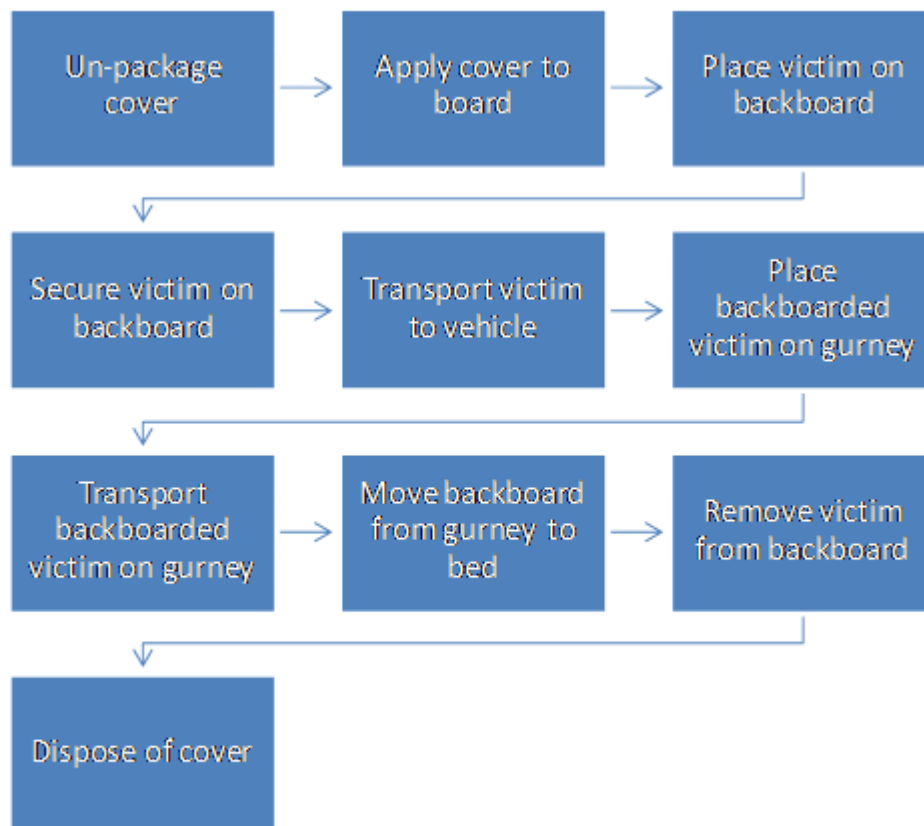 Un-package
cover
Apply cover to
board
Place victim on
backboard
Secure victim on
backboard
Transport victim
to vehicle
Place
backboarded
victim on gurney
Transport
backboarded
victim on gurney
Move backboard
from gurney to
bed
Remove victim
from backboard
Dispose of cover